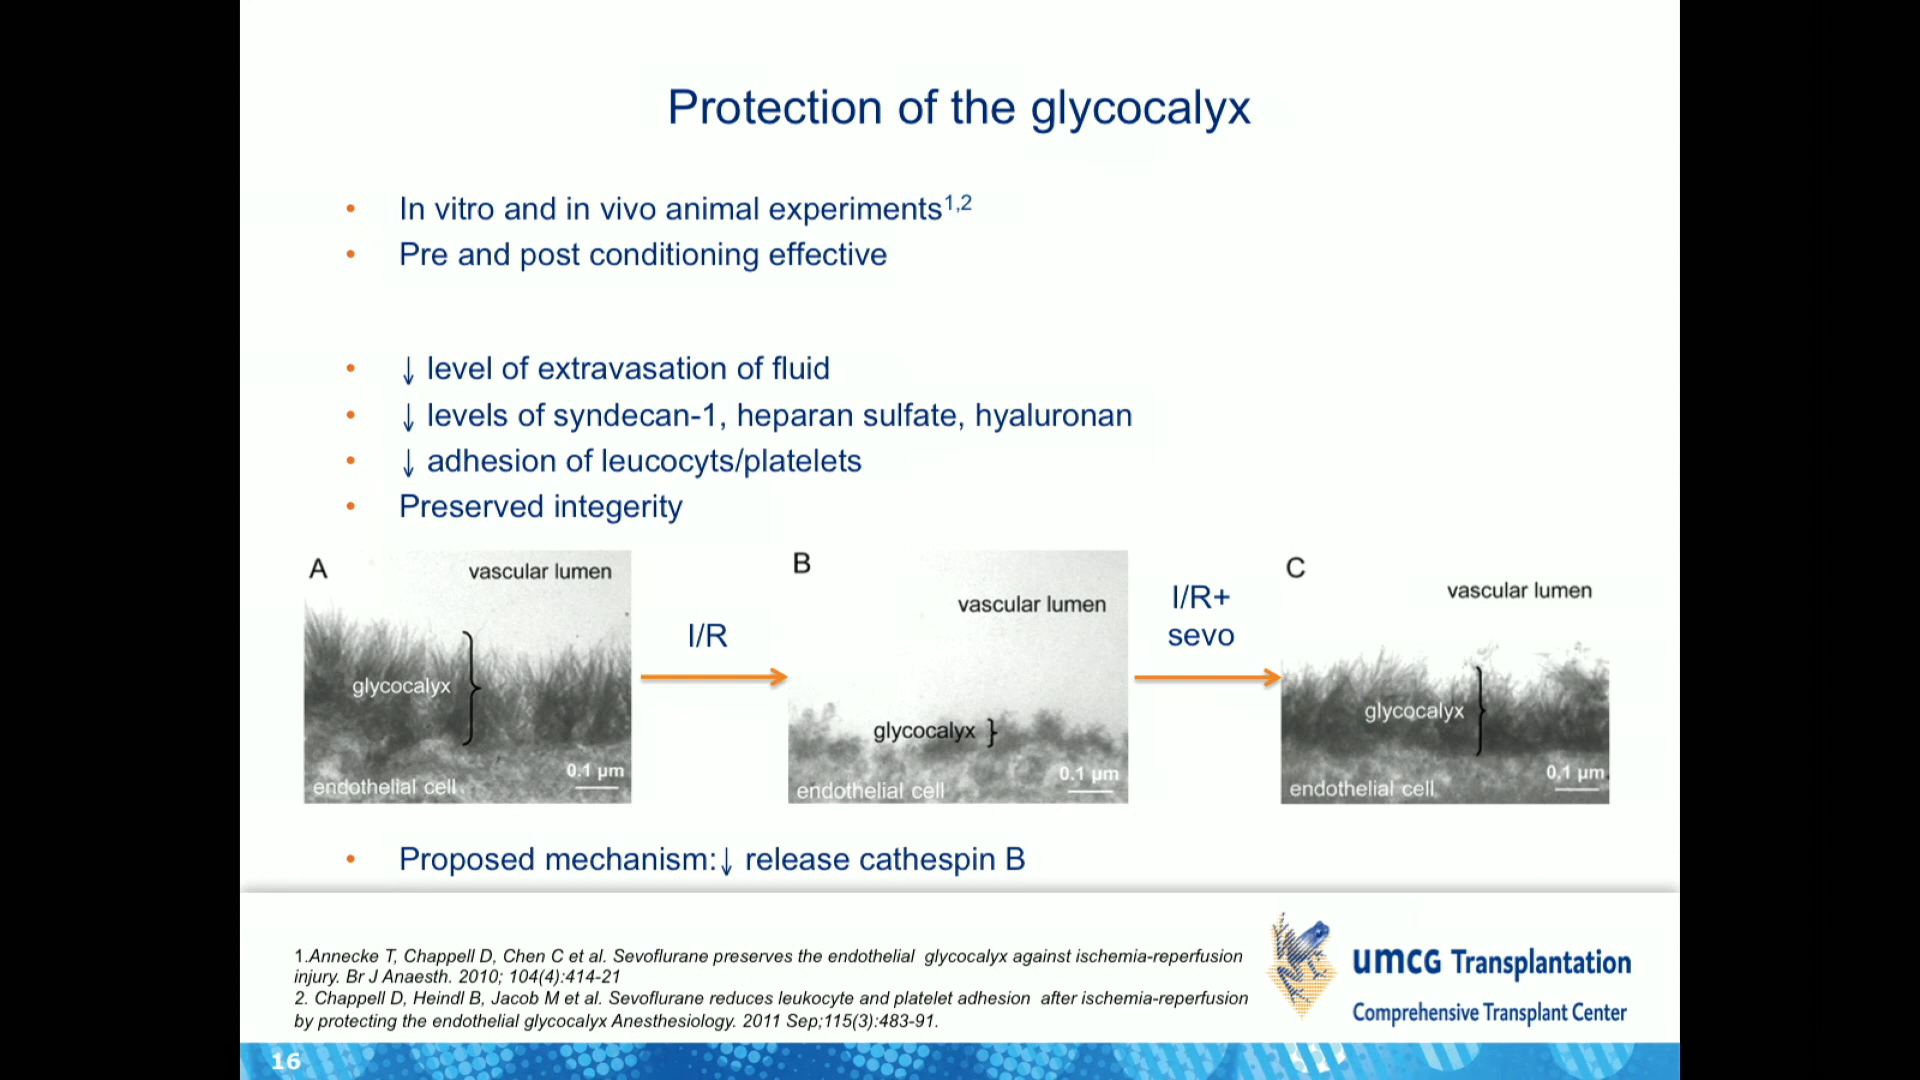 Protection of the glycocalyx
• In vitro and in vivo animal experiments1,2
• Pre and post conditioning effective
• ↓ level of extravasation of fluid
• ↓ levels of syndecan-1, heparan sulfate, hyaluronan
• ↓ adhesion of leucocyts/platelets
• Preserved integerity
A
vascular lumen
glycocalyx
endothelial cell
0.1 µm
I/R
B
vascular lumen
glycocalyx
endothelial cell
0.1 µm
I/R+
sevo
C
vascular lumen
glycocalyx
endothelial cell
0.1 µm
• Proposed mechanism:↓ release cathespin B
1.Annecke T, Chappell D, Chen C et al. Sevoflurane preserves the endothelial glycocalyx against ischemia-reperfusion
injury. Br J Anaesth. 2010; 104(4):414-21
2. Chappell D, Heindl B, Jacob M et al. Sevoflurane reduces leukocyte and platelet adhesion after ischemia-reperfusion
by protecting the endothelial glycocalyx Anesthesiology. 2011 Sep;115(3):483-91.
umcg Transplantation
Comprehensive Transplant Center
16